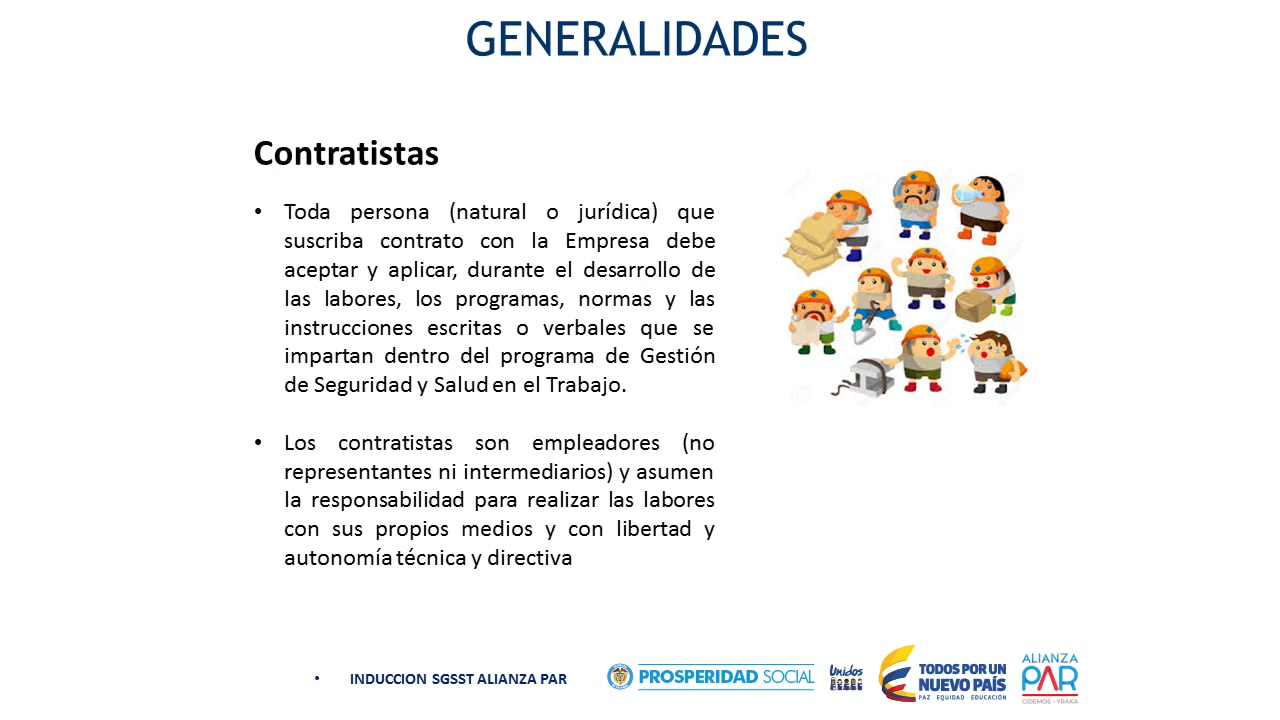 GENERALIDADES
Contratistas
• Toda persona (natural o jurídica) que
suscriba contrato con la Empresa debe
aceptar y aplicar, durante el desarrollo de
las labores, los programas, normas y las
instrucciones escritas o verbales que se
impartan dentro del programa de Gestión
de Seguridad y Salud en el Trabajo.
• Los contratistas son empleadores (no
representantes ni intermediarios) y asumen
la responsabilidad para realizar las labores
con sus propios medios y con libertad y
autonomía técnica y directiva
• INDUCCION SGSST ALIANZA PAR
PROSPERIDAD SOCIAL
Unidos
TODOS POR UN
NUEVO PAÍS
PAZ EQUIDAD EDUCACIÓN
ALIANZA
PAR
CIDEMOS - YRAKA